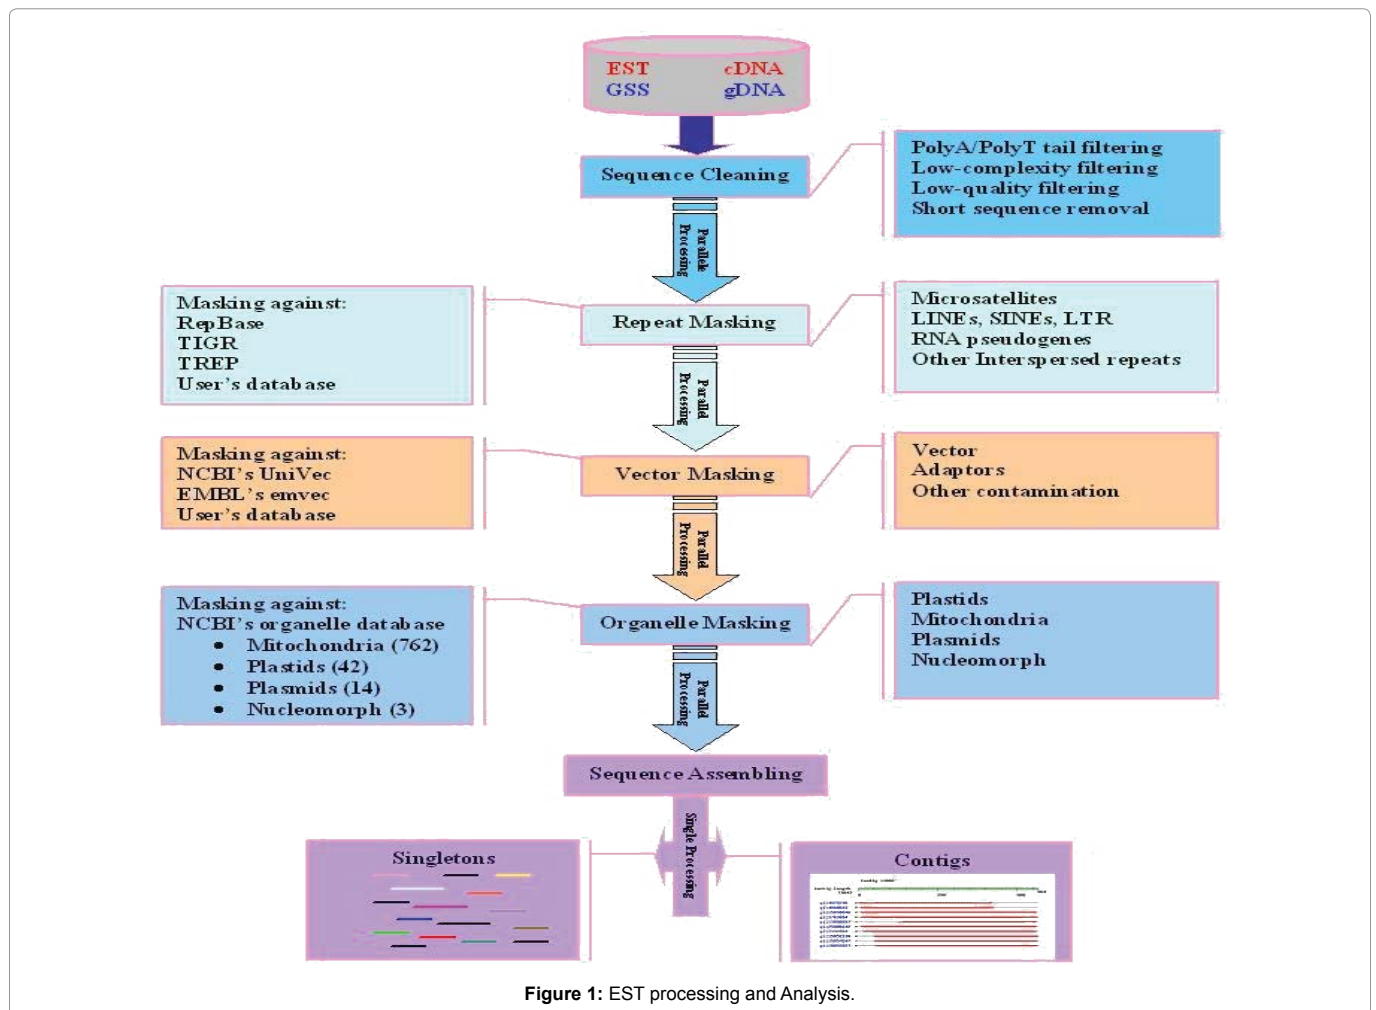 EST cDNA
GSS gDNA
Sequence Cleaning
PolyA/PolyT tail filtering
Low-complexity filtering
Low-quality filtering
Short sequence removal
Parallele
Processing
Masking against:
RepBase
TIGR
TREP
User's database
Repeat Masking
Microsatellites
LINEs, SINEs, LTR
RNA pseudogenes
Other Interspersed repeats
Parallel
Processing
Masking against:
NCBI's UniVec
EMBL's emvec
User's database
Vector Masking
Vector
Adaptors
Other contamination
Parallel
Processing
Masking against:
NCBI's organelle database
• Mitochondria (762)
• Plastids (42)
• Plasmids (14)
• Nucleomorph (3)
Organelle Masking
Plastids
Mitochondria
Plasmids
Nucleomorph
Parallel
Processing
Sequence Assembling
Single Processing
Singletons
Contigs
Figure 1: EST processing and Analysis.